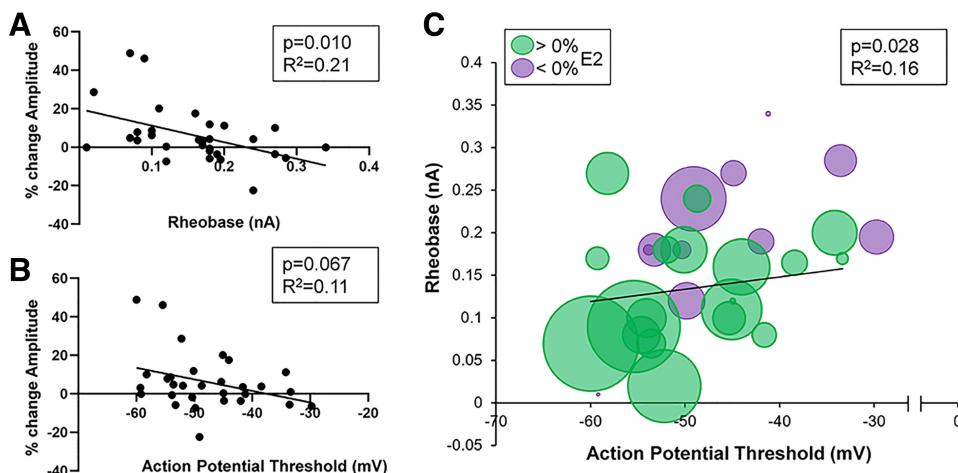 A
60
40
20
0
-20
-40
% change Amplitude
0.1
0.2
0.3
0.4
Rheobase (nA)
p=0.010
R²=0.21
B
60
40
20
0
-20
-40
% change Amplitude
-60
-50
-40
-30
-20
Action Potential Threshold (mV)
p=0.067
R²=0.11
C
> 0%
< 0%
E2
p=0.028
R²=0.16
0.4
0.35
0.3
0.25
0.2
0.15
0.1
0.05
0
-0.05
Rheobase (nA)
-70
-60
-50
-40
-30
0
Action Potential Threshold (mV)